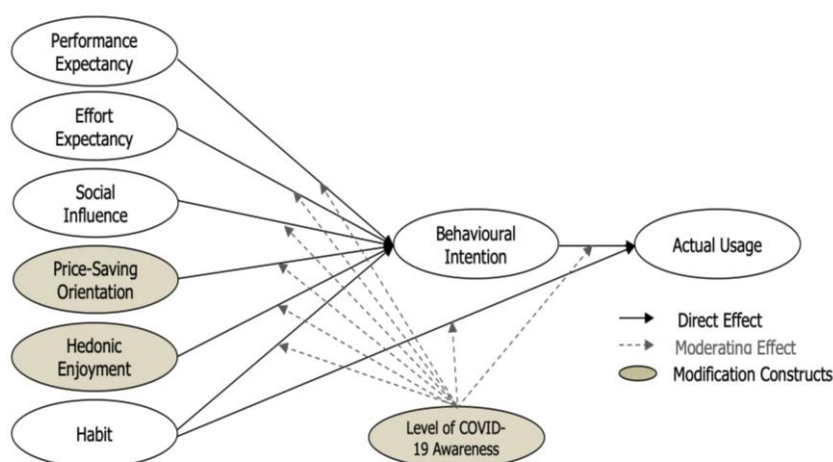 Performance
Expectancy
Effort
Expectancy
Social
Influence
Price-Saving
Orientation
Hedonic
Enjoyment
Habit
Behavioural
Intention
Actual Usage
Level of COVID-
19 Awareness
Direct Effect
Moderating Effect
Modification Constructs